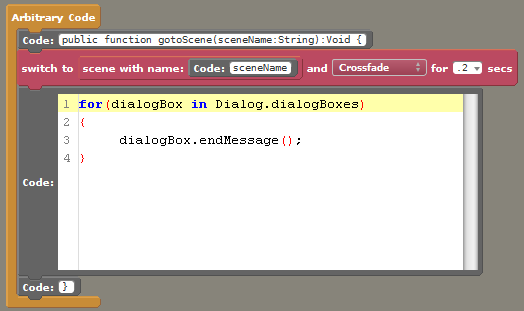 Arbitrary Code
Code: public function gotoScene(sceneName:String):Void {
switch to scene with name: Code: sceneName and Crossfade for .2 secs
1 for(dialogBox in Dialog.dialogBoxes)
2 {
Code: 3 dialogBox.endMessage();
4 }
Code: }